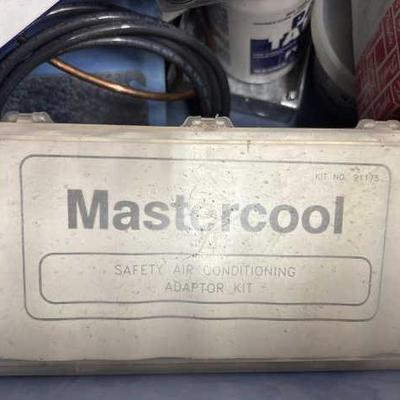 KIT NO. 91175
Mastercool
SAFETY AIR CONDITIONING
ADAPTOR KIT